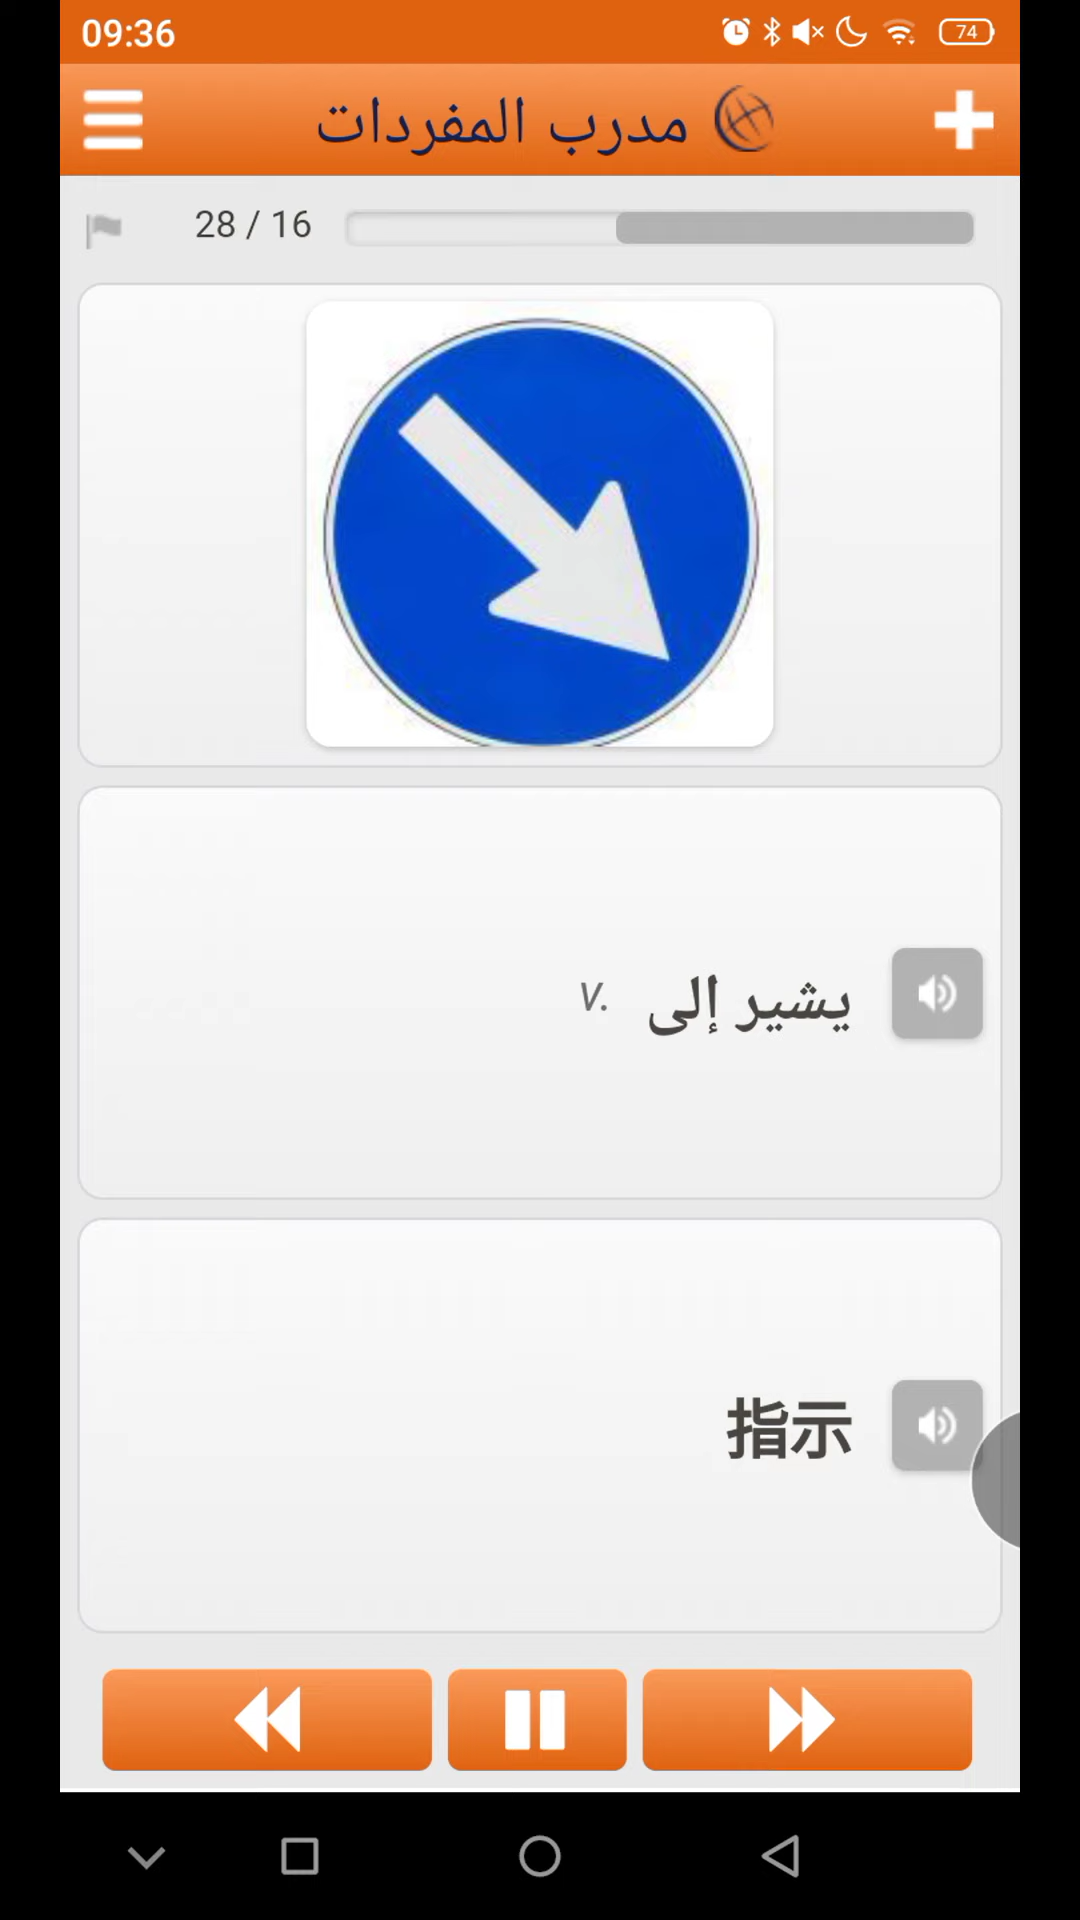 09:36
74
مدرب المفردات
28 / 16
يشير إلى v.
指示